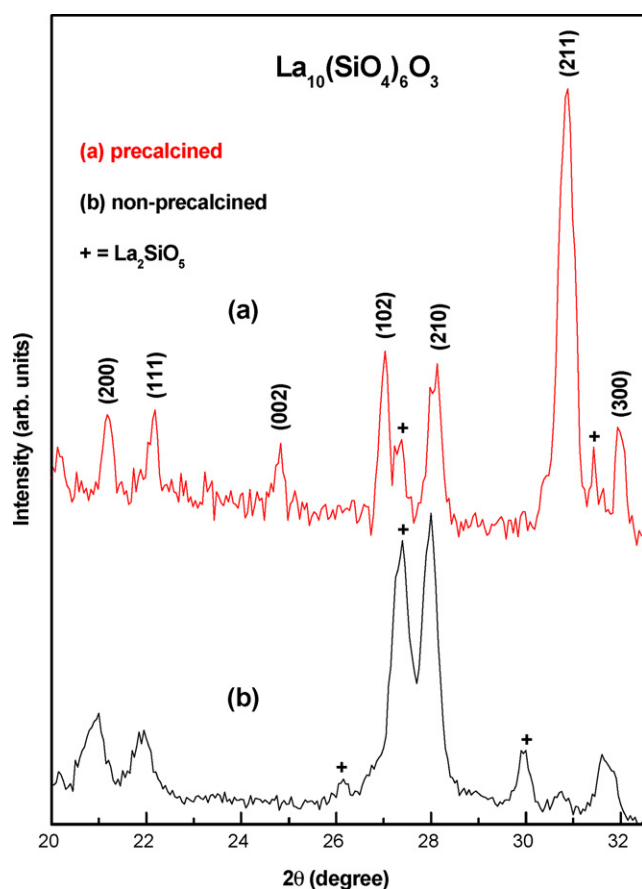 La₁₀(SiO₄)₆O₃
(211)
(a) precalcined
(b) non-precalcined
+ = La₂SiO₅
(a)
(102)
(210)
(200)
(111)
(002)
+
+
(300)
+
(b)
+
+
Intensity (arb. units)
20 22 24 26 28 30 32
2θ (degree)